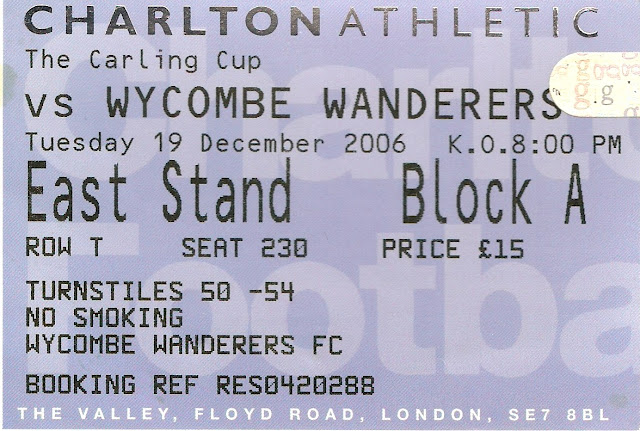 CHARLTON ATHLETIC
The Carling Cup
VS WYCOMBE WANDERERS
Tuesday 19 December 2006 K.O.8:00 PM
East Stand Block A
ROW T SEAT 230 PRICE £15
TURNSTILES 50 -54
NO SMOKING
WYCOMBE WANDERERS FC
BOOKING REF RES0420288
THE VALLEY, FLOYD ROAD, LONDON, SE7 8BL